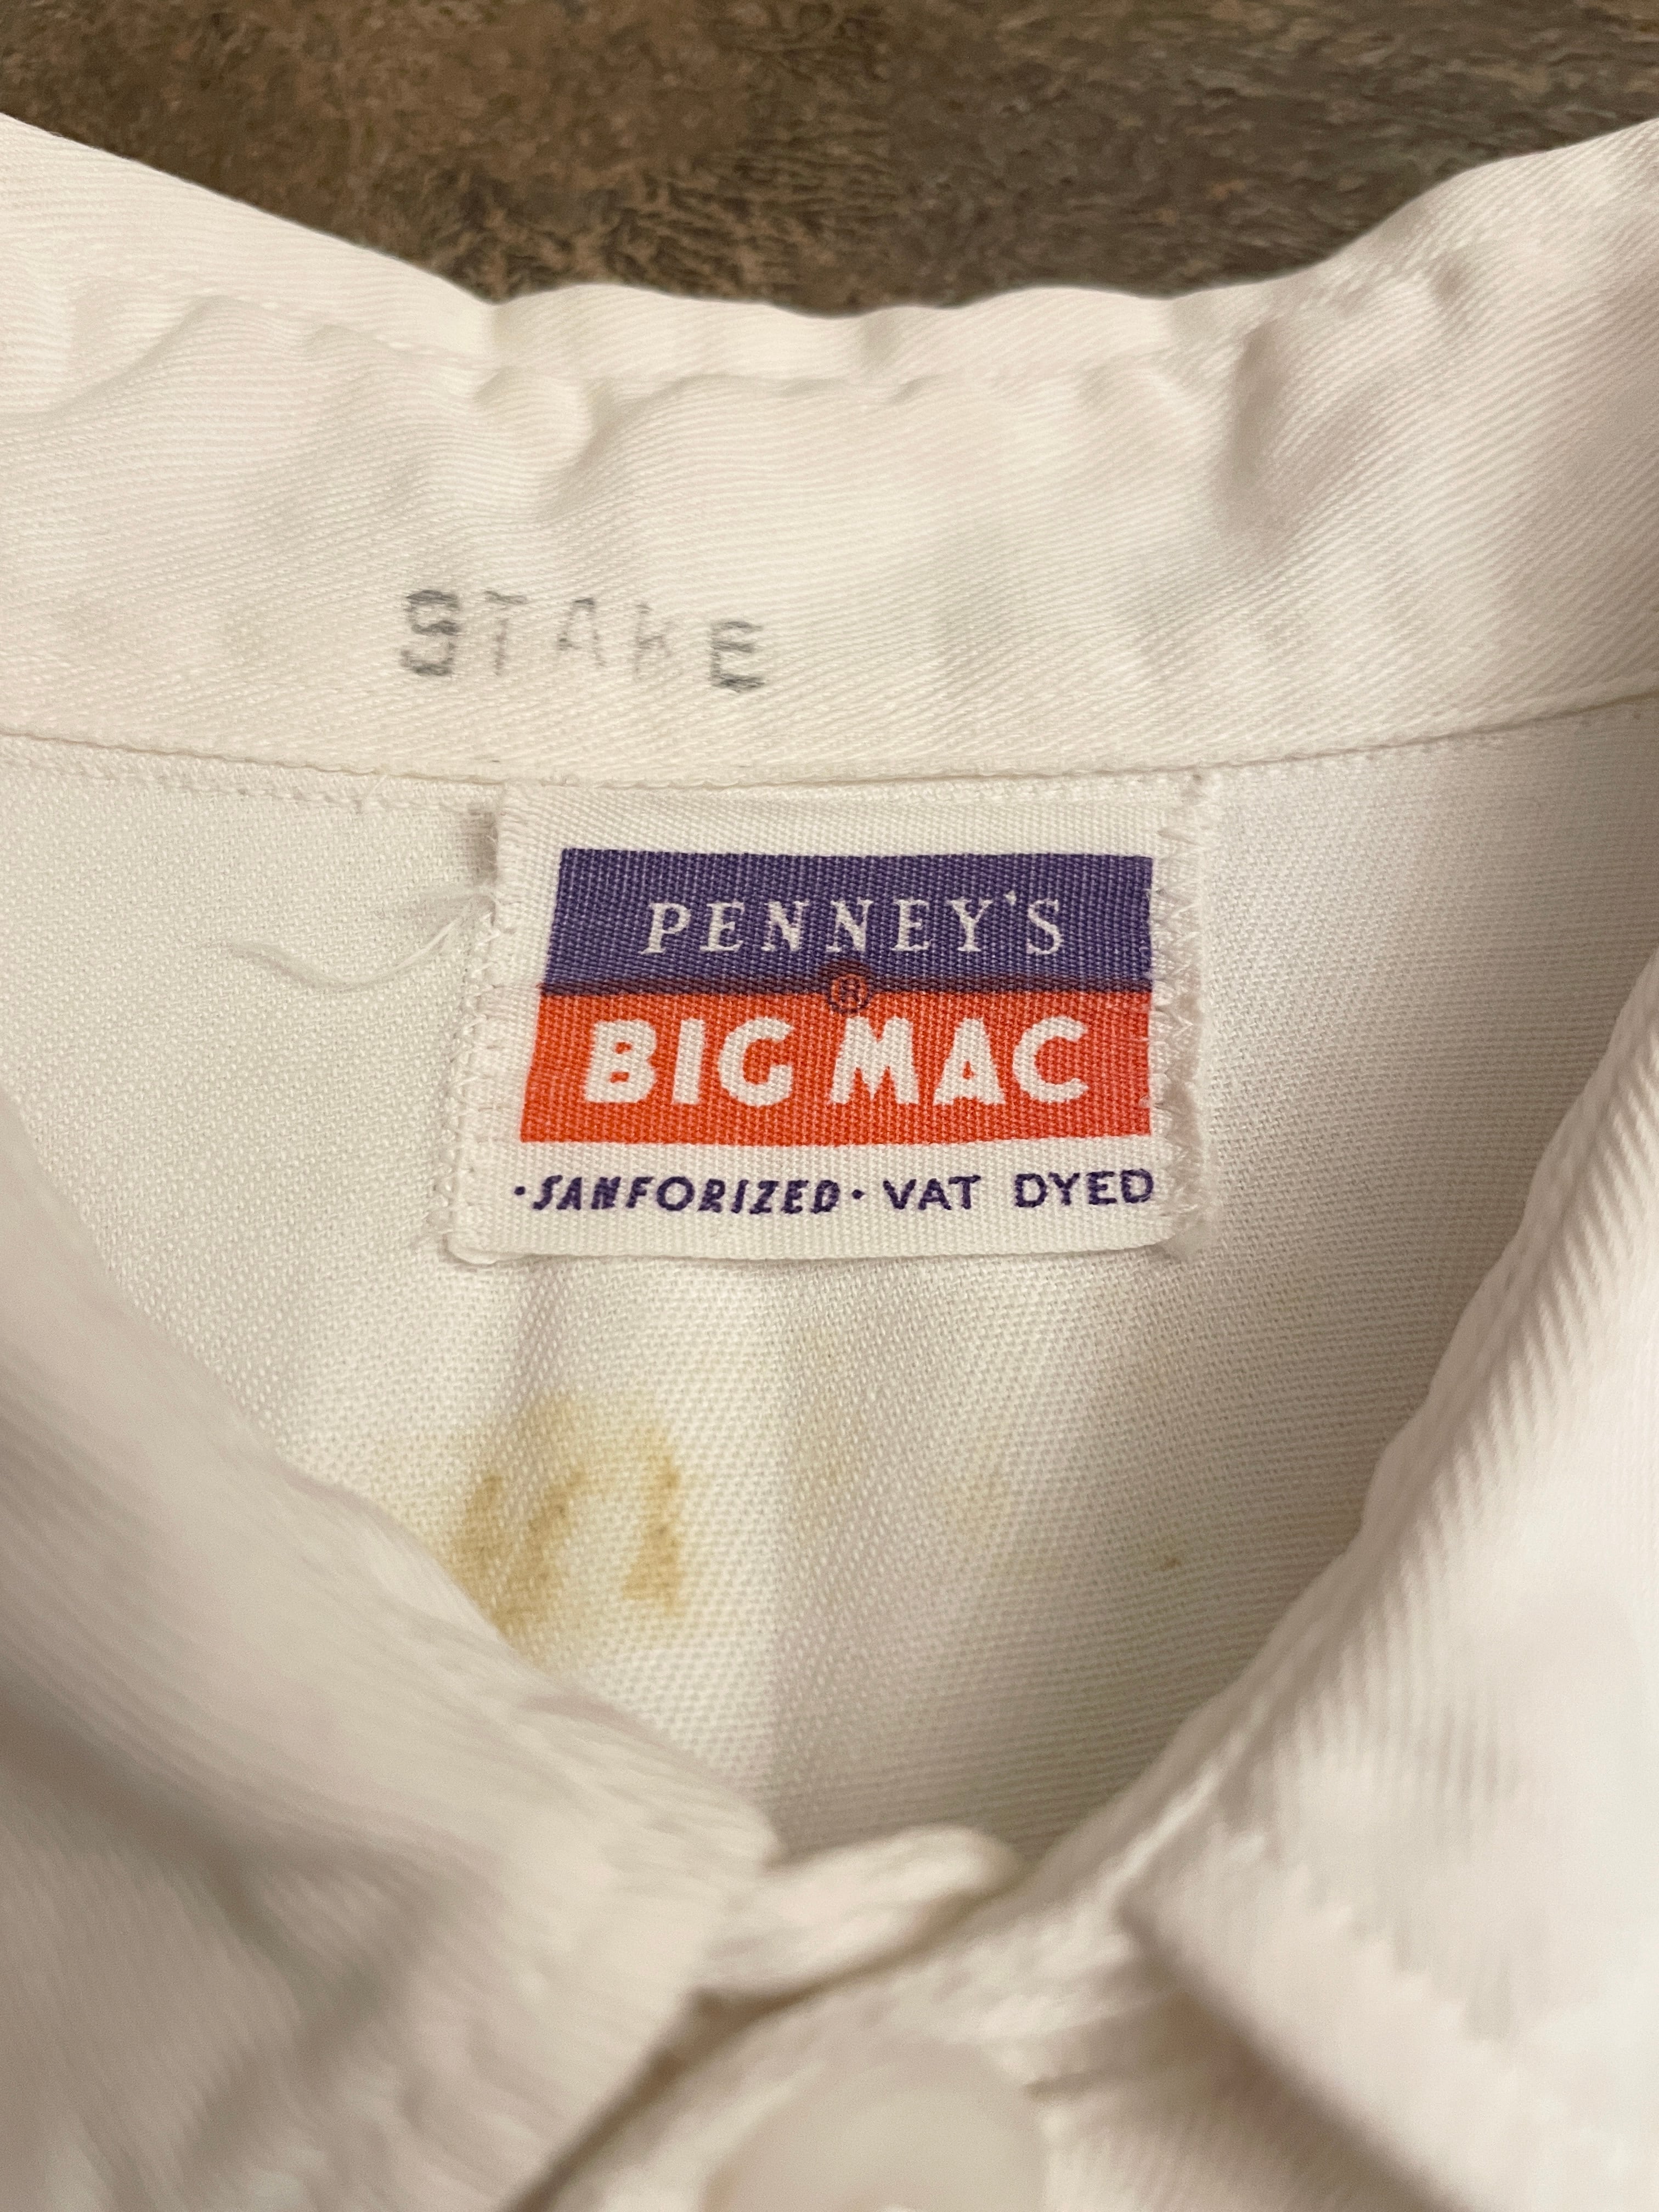 STAKE
PENNEY'S
®
BIG MAC
·SANFORIZED· VAT DYED